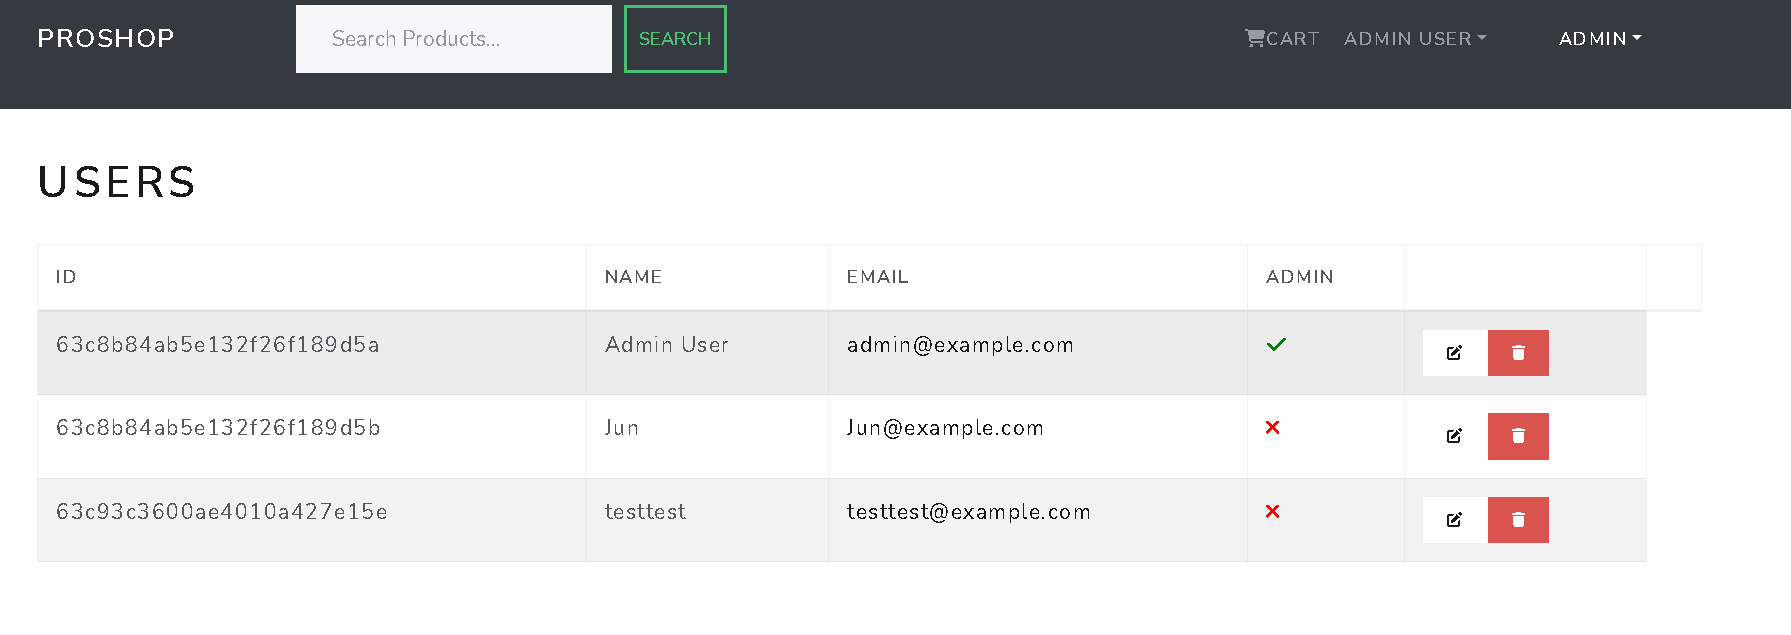 PROSHOP Search Products... SEARCH CART ADMIN USER ADMIN
USERS
ID NAME EMAIL ADMIN
63c8b84ab5e132f26f189d5a Admin User admin@example.com
63c8b84ab5e132f26f189d5b Jun Jun@example.com
63c93c3600ae4010a427e15e testtest testtest@example.com